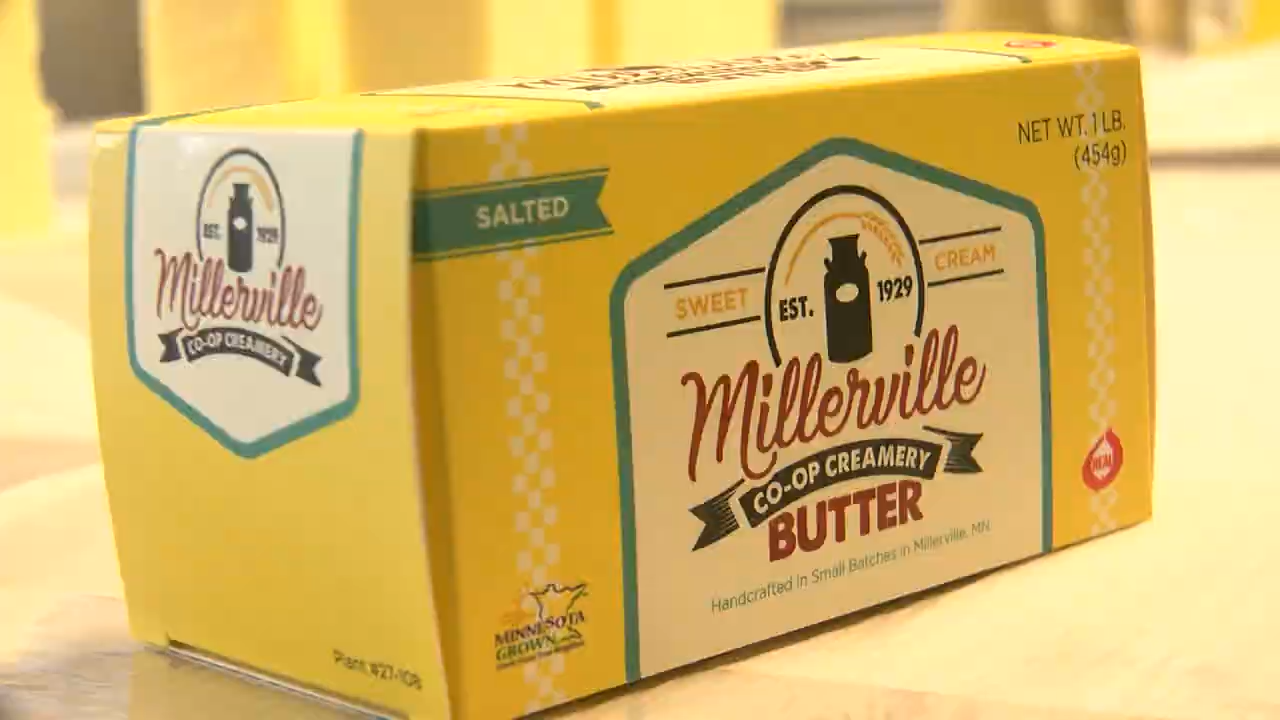 EST. 1929
Millerville
CO-OP CREAMERY
Plant #27-108
SALTED
NET WT. 1 LB.
(454g)
SWEET CREAM
EST. 1929
Millerville
CO-OP CREAMERY
BUTTER
Handcrafted in Small Batches in Millerville, MN
MINNESOTA
GROWN
REAL